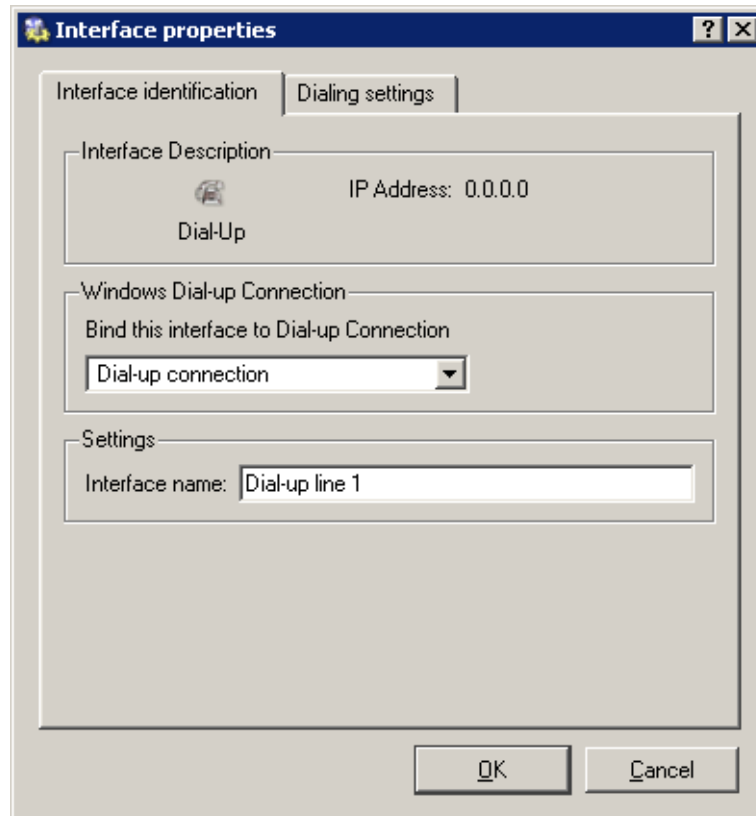 Interface properties
Interface identification
Dialing settings
Interface Description
IP Address: 0.0.0.0
Dial-Up
Windows Dial-up Connection
Bind this interface to Dial-up Connection
Dial-up connection
Settings
Interface name: Dial-up line 1
OK
Cancel